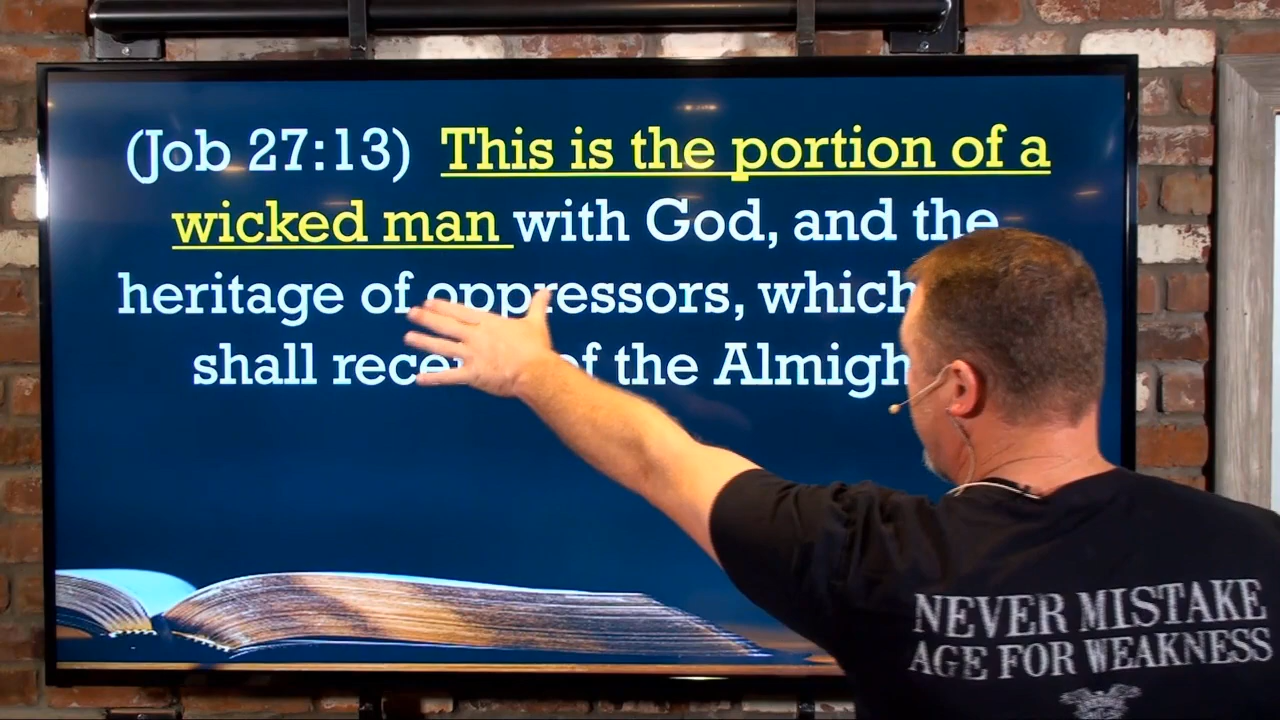 (Job 27:13) This is the portion of a
wicked man with God, and the
heritage of oppressors, which
shall of the
NEVER MISTAKE
AGE FOR WEAKNESS